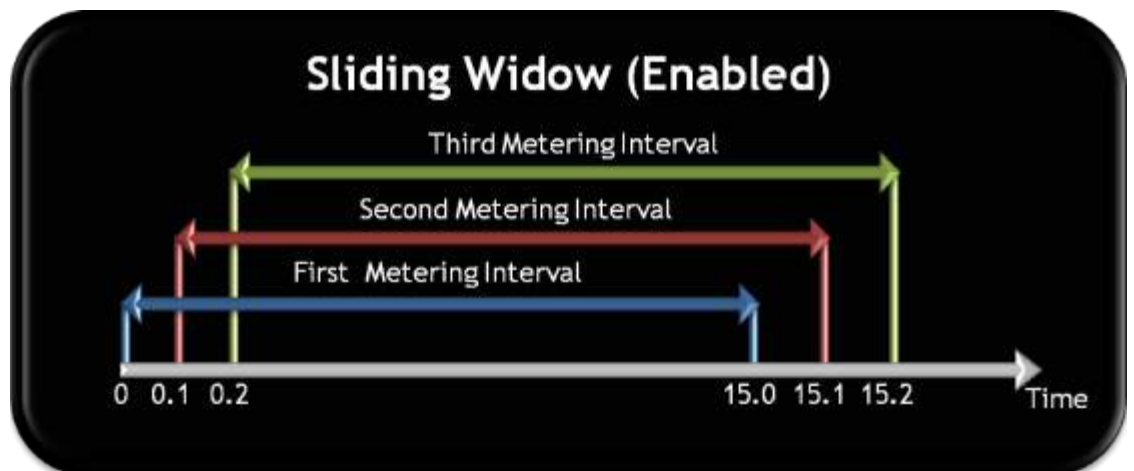 Sliding Widow (Enabled)
Third Metering Interval
Second Metering Interval
First Metering Interval
0 0.1 0.2 15.0 15.1 15.2
Time